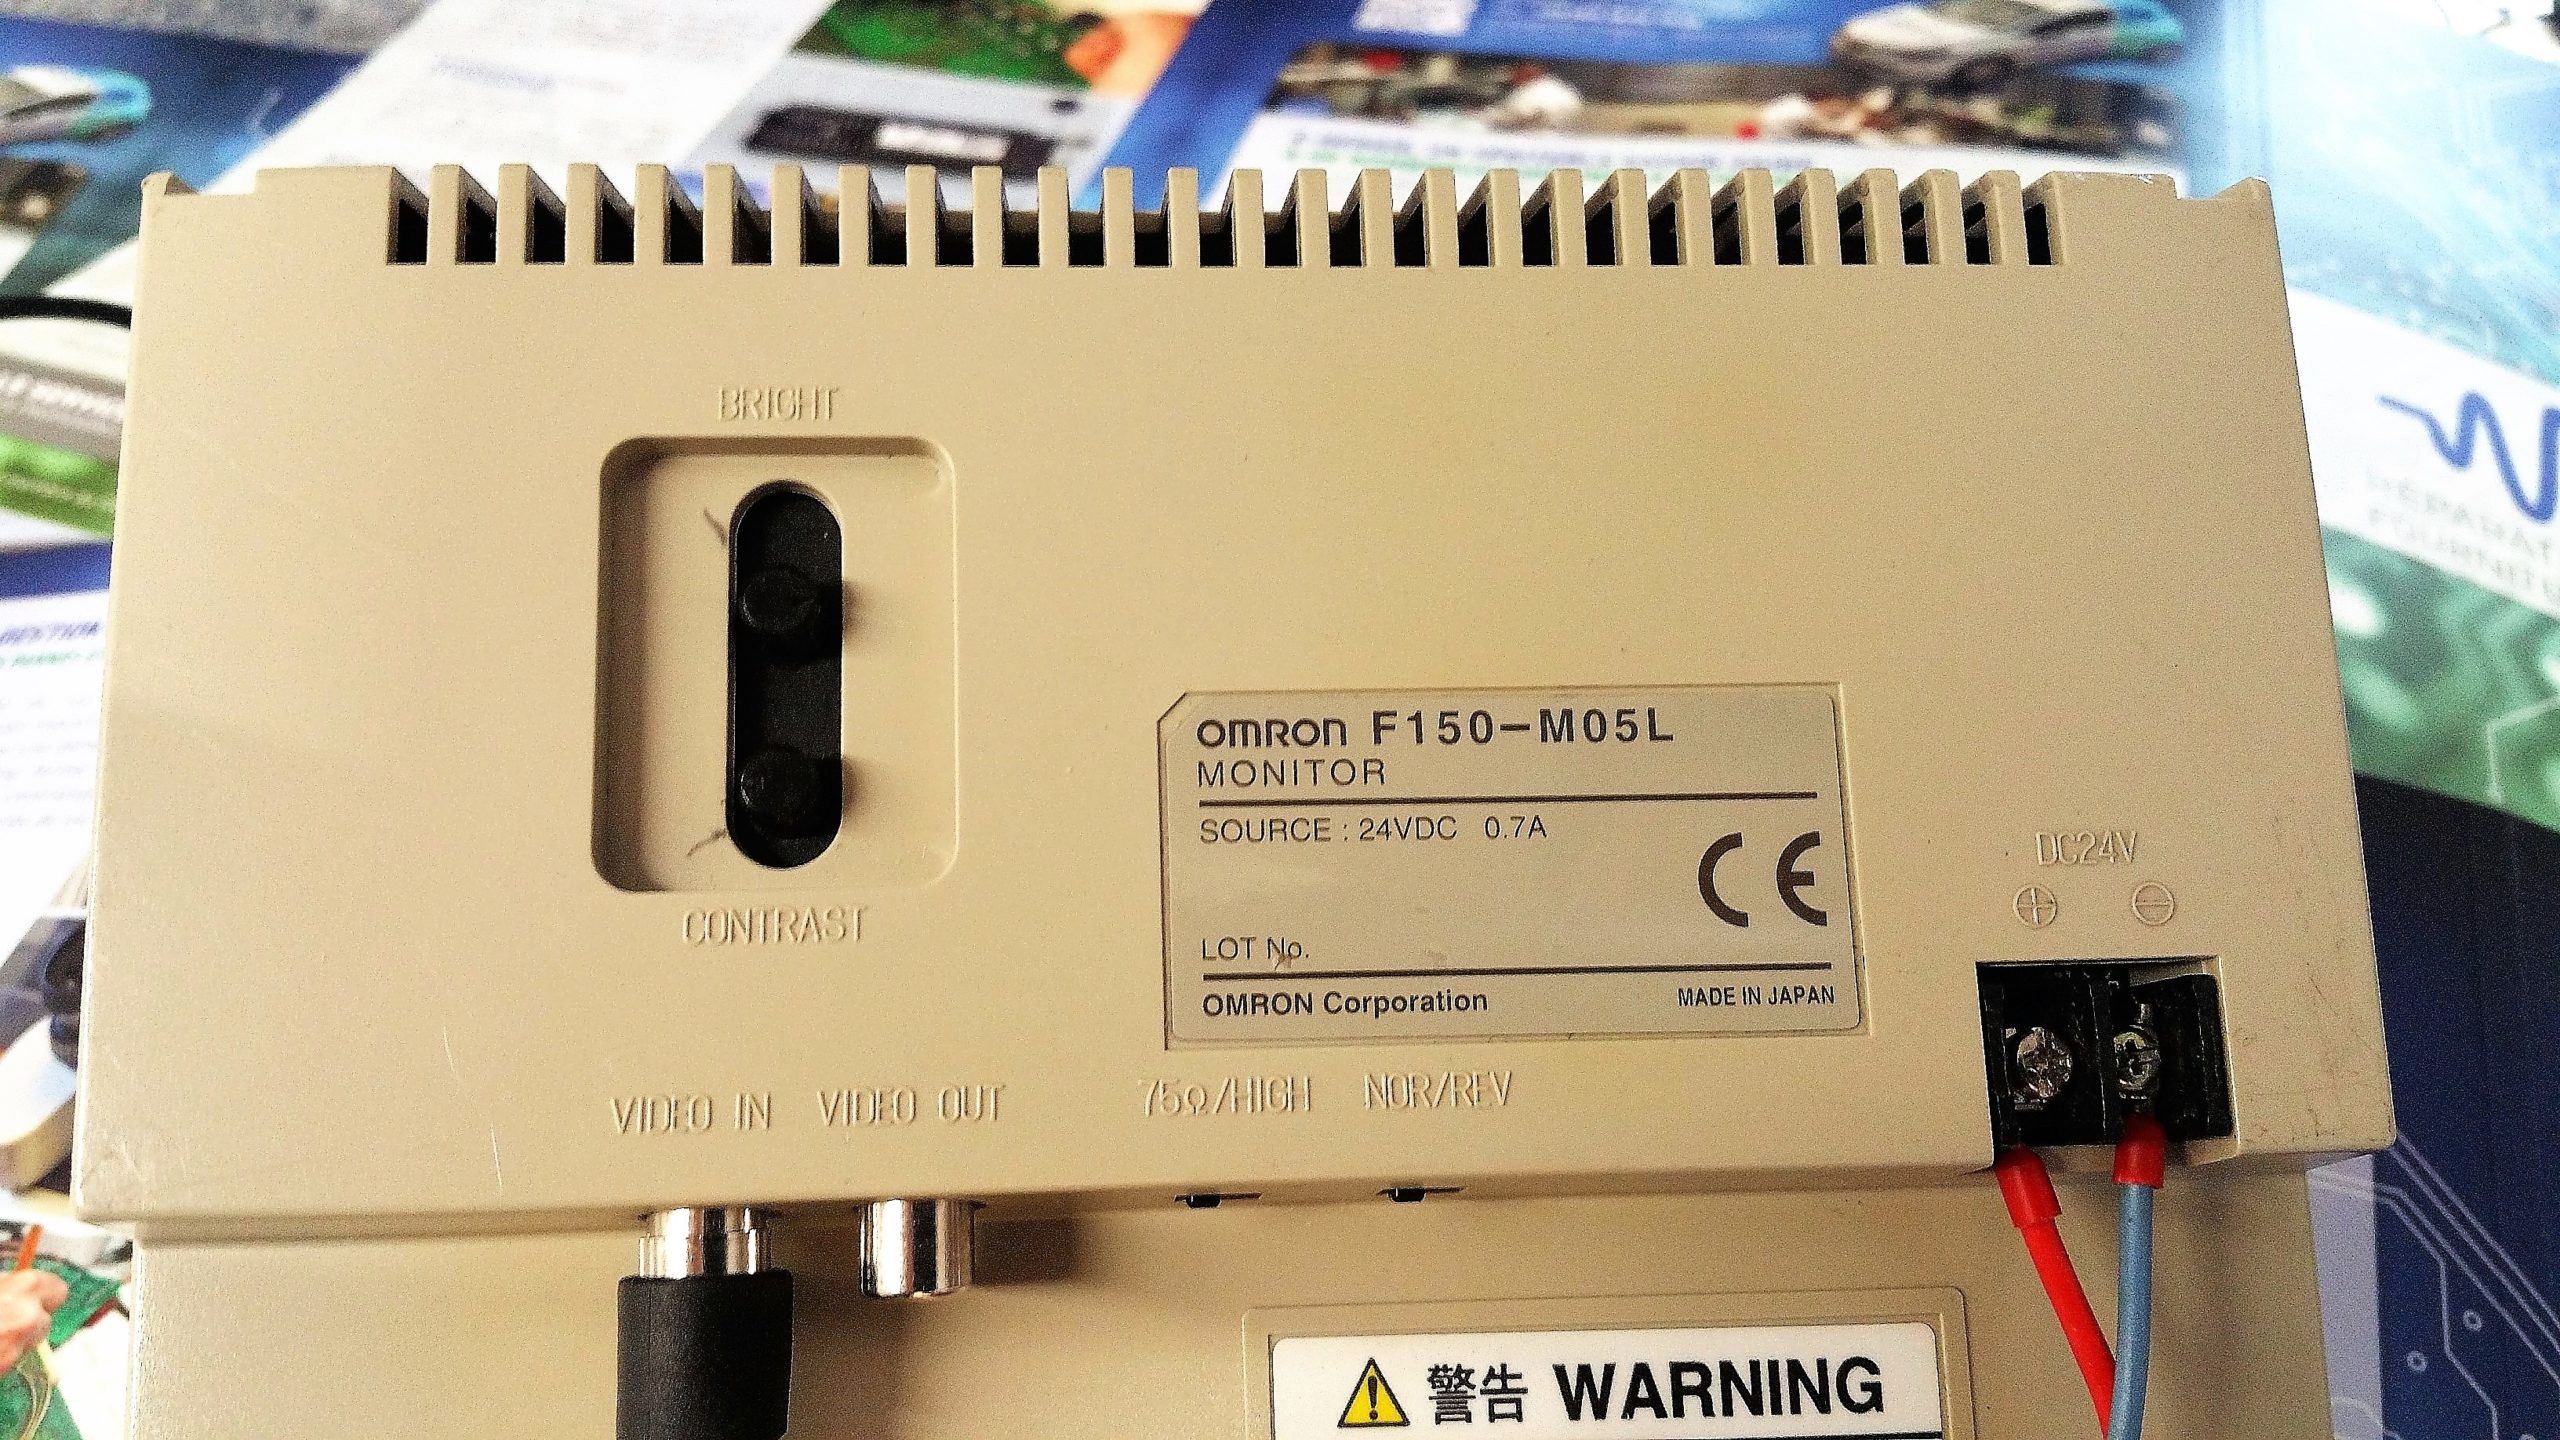 BRIGHT
CONTRAST
OMRON F150-M05L
MONITOR
SOURCE : 24VDC 0.7A
CE
LOT No.
OMRON Corporation
MADE IN JAPAN
DC24V
⊕ ⊖
VIDEO IN
VIDEO OUT
75Ω/HIGH
NOR/REV
警告 WARNING